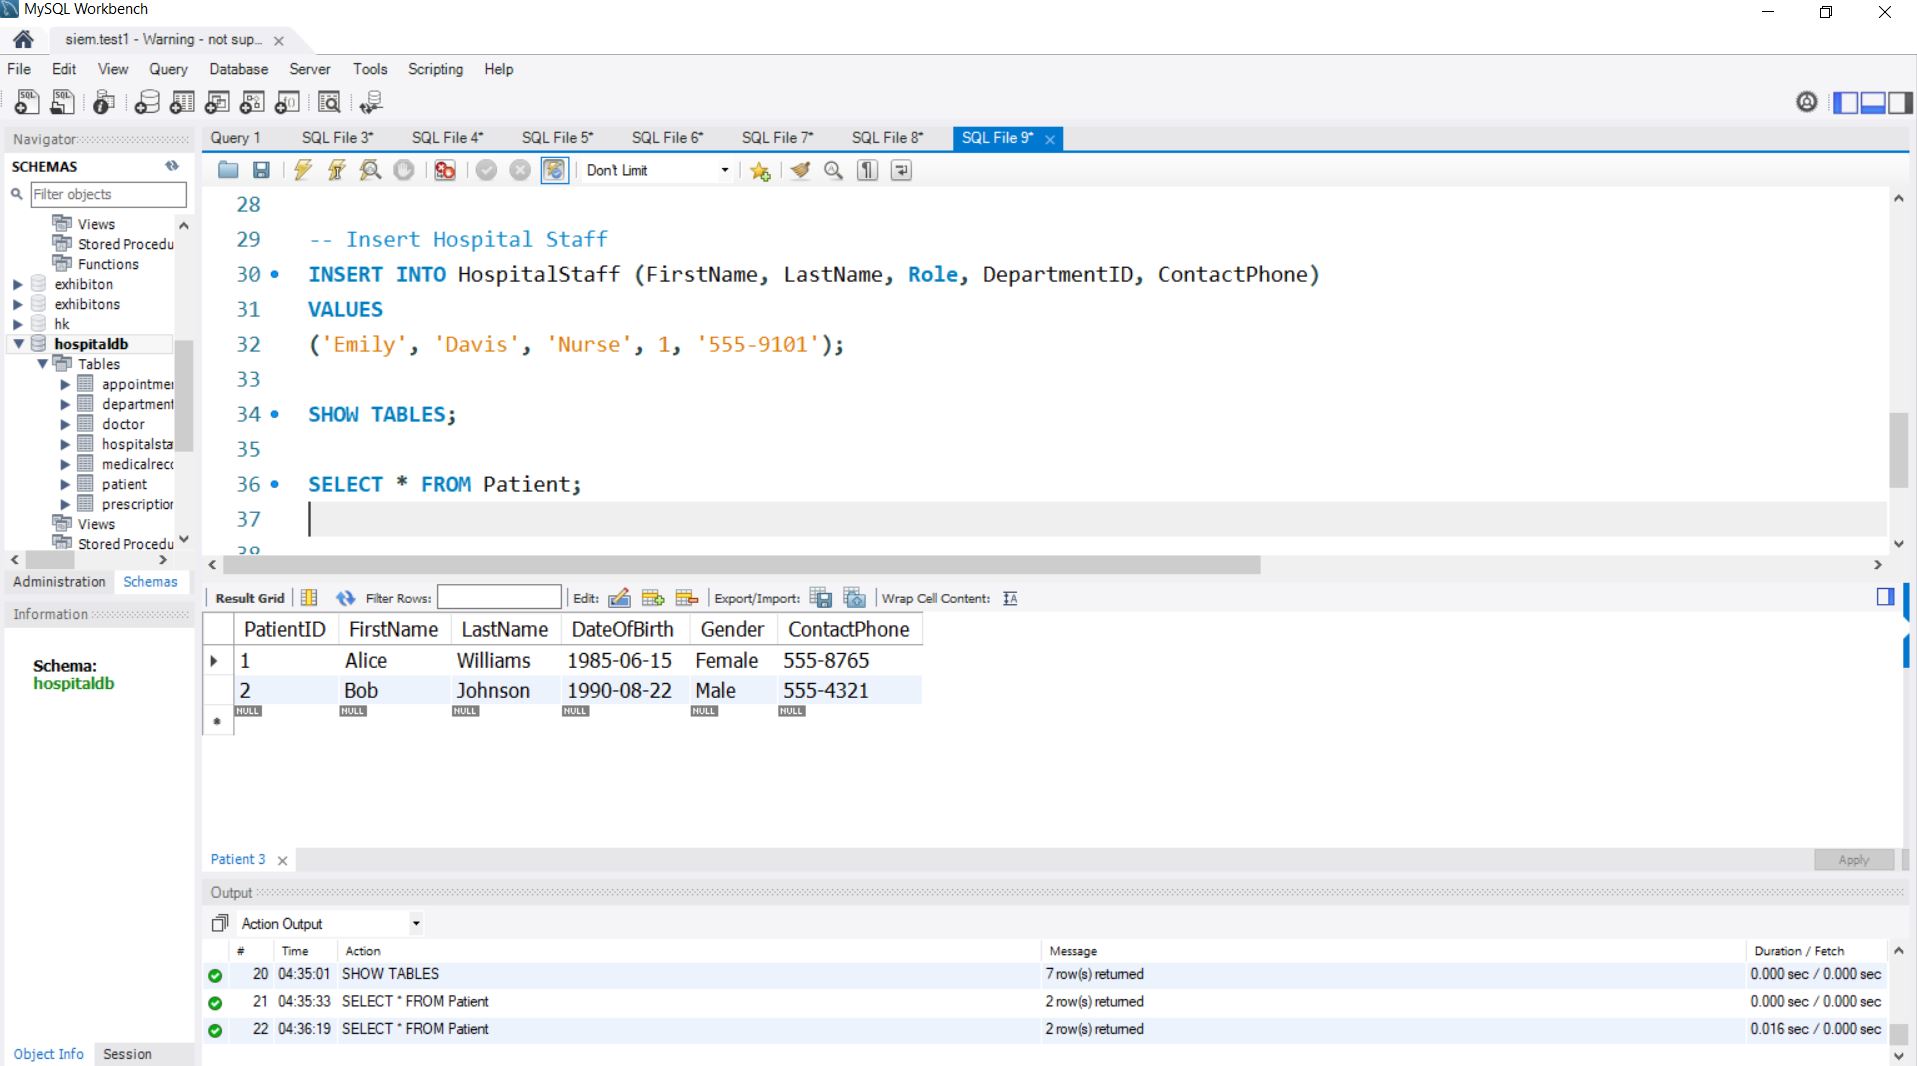 MySQL Workbench
siem.test1 - Warning - not sup...
File Edit View Query Database Server Tools Scripting Help
Navigator
Query 1 SQL File 3* SQL File 4* SQL File 5* SQL File 6* SQL File 7* SQL File 8* SQL File 9*
SCHEMAS
Don't Limit
Filter objects
Views
Stored Procedu
Functions
exhibiton
exhibitons
hk
hospitaldb
Tables
appointmer
department
doctor
hospitalsta
medicalrecc
patient
prescription
Views
Stored Procedu
Administration Schemas
Information
Schema:
hospitaldb
Object Info Session
28
29 -- Insert Hospital Staff
30 INSERT INTO HospitalStaff (FirstName, LastName, Role, DepartmentID, ContactPhone)
31 VALUES
32 ('Emily', 'Davis', 'Nurse', 1, '555-9101');
33
34 SHOW TABLES;
35
36 SELECT * FROM Patient;
37
38
Result Grid Filter Rows: Edit: Export/Import: Wrap Cell Content:
PatientID FirstName LastName DateOfBirth Gender ContactPhone
1 Alice Williams 1985-06-15 Female 555-8765
2 Bob Johnson 1990-08-22 Male 555-4321
NULL NULL NULL NULL NULL NULL
Patient 3 Apply
Output
Action Output
# Time Action Message Duration / Fetch
20 04:35:01 SHOW TABLES 7 row(s) returned 0.000 sec / 0.000 sec
21 04:35:33 SELECT * FROM Patient 2 row(s) returned 0.000 sec / 0.000 sec
22 04:36:19 SELECT * FROM Patient 2 row(s) returned 0.016 sec / 0.000 sec